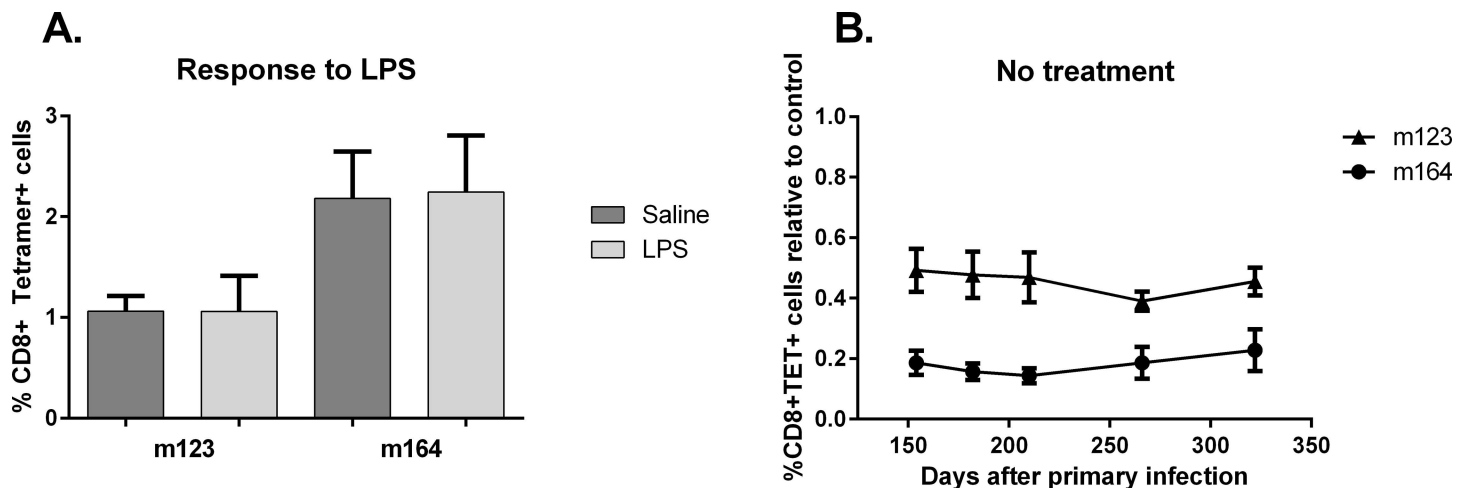 A.
Response to LPS
% CD8+ Tetramer+ cells
3
2
1
0
m123
m164
Saline
LPS
B.
No treatment
%CD8+TET+ cells relative to control
1.0
0.8
0.6
0.4
0.2
0.0
150 200 250 300 350
Days after primary infection
m123
m164